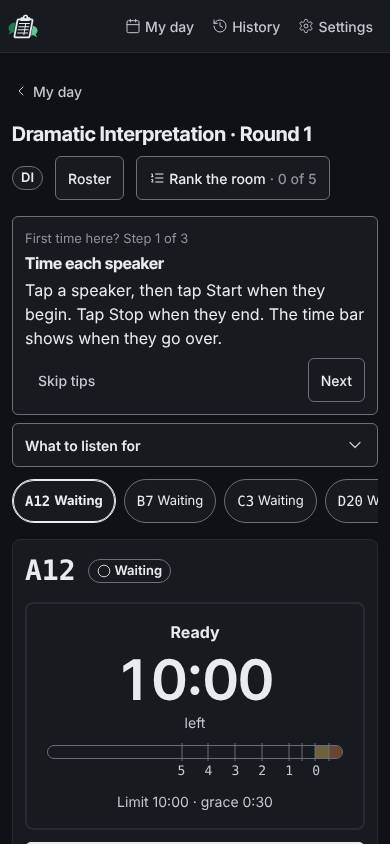 My day
History
Settings
My day
Dramatic Interpretation · Round 1
DI
Roster
Rank the room · 0 of 5
First time here? Step 1 of 3
Time each speaker
Tap a speaker, then tap Start when they
begin. Tap Stop when they end. The time bar
shows when they go over.
Skip tips
Next
What to listen for
A12 Waiting
B7 Waiting
C3 Waiting
D20 W
A12
Waiting
Ready
10:00
left
5 4 3 2 1 0
Limit 10:00 · grace 0:30